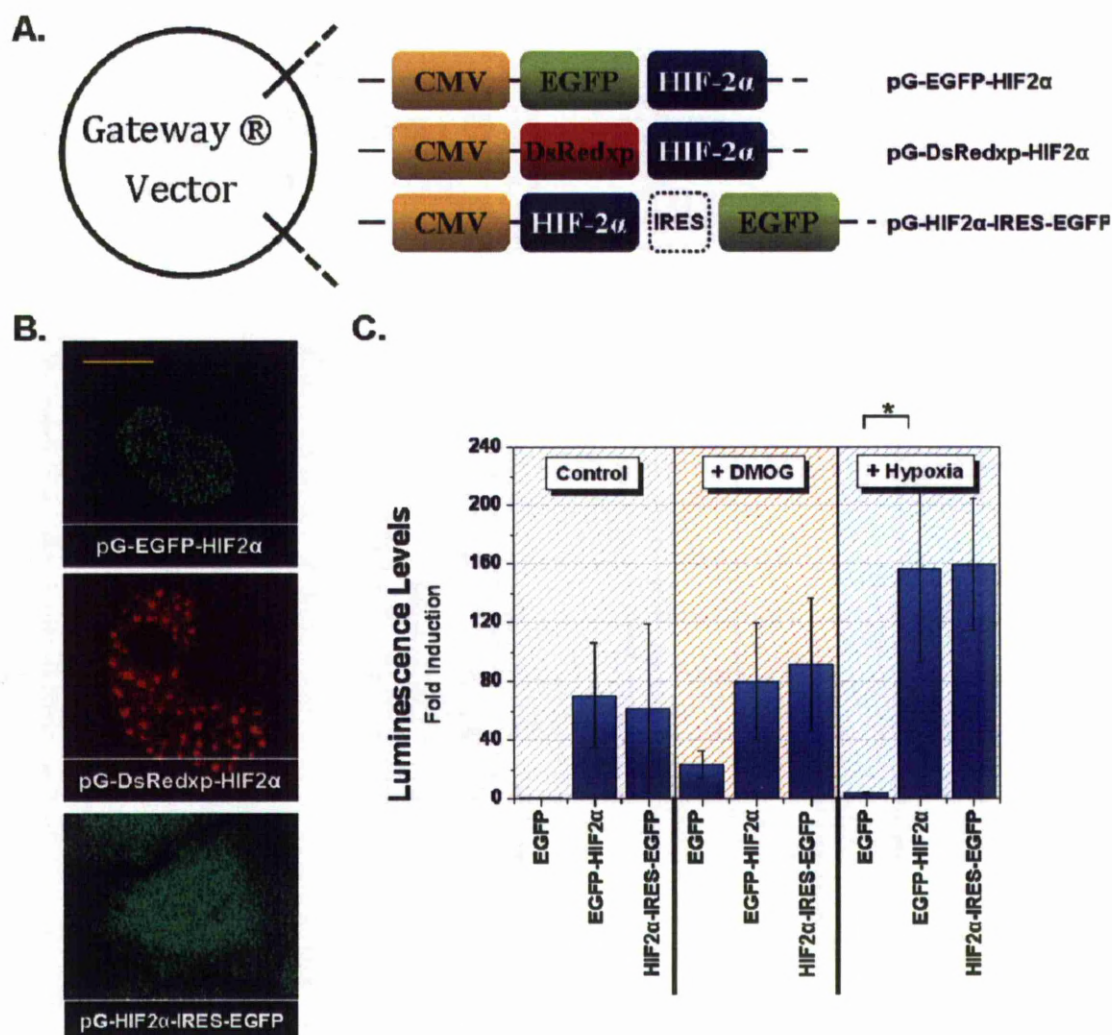 A.
Gateway ®
Vector
CMV EGFP HIF-2α pG-EGFP-HIF2α
CMV DsRedxp HIF-2α pG-DsRedxp-HIF2α
CMV HIF-2α IRES EGFP pG-HIF2α-IRES-EGFP
B.
pG-EGFP-HIF2α
pG-DsRedxp-HIF2α
pG-HIF2α-IRES-EGFP
C.
*
Control + DMOG + Hypoxia
Luminescence Levels
Fold Induction
240
200
160
120
80
40
0
EGFP
EGFP-HIF2α
HIF2α-IRES-EGFP
EGFP
EGFP-HIF2α
HIF2α-IRES-EGFP
EGFP
EGFP-HIF2α
HIF2α-IRES-EGFP